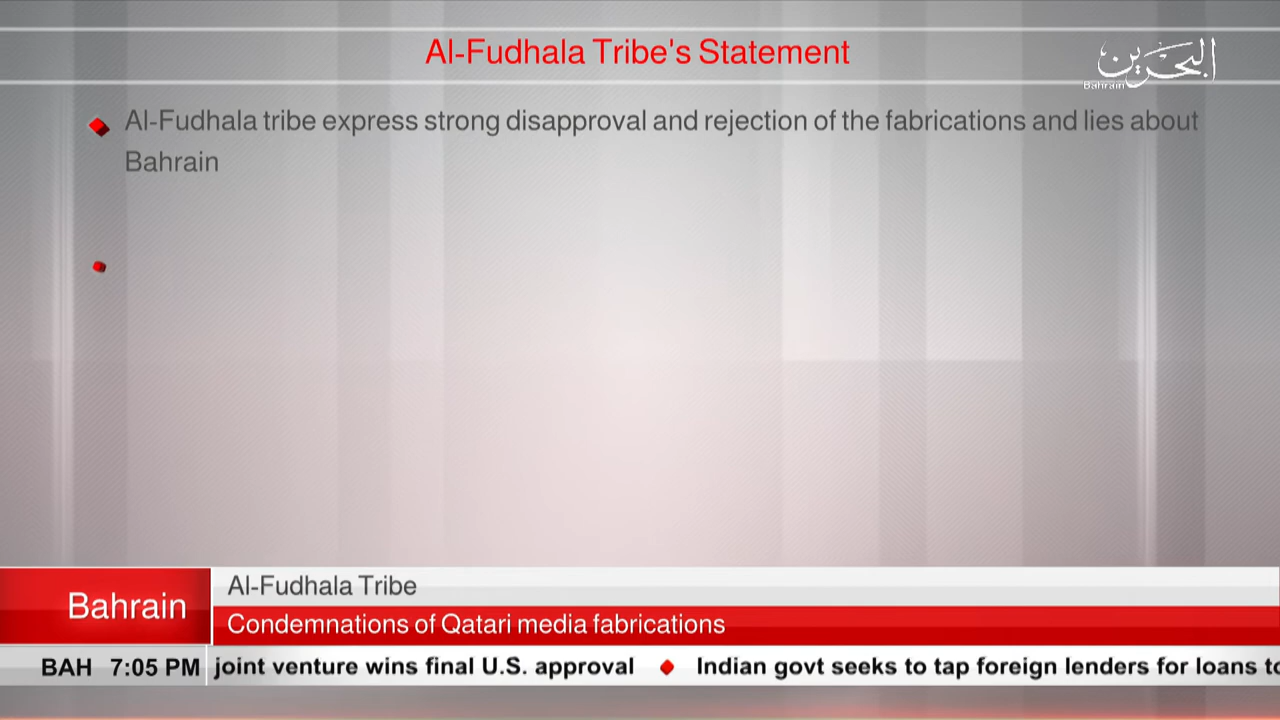 Al-Fudhala Tribe's Statement
البحرين
Bahrain
Al-Fudhala tribe express strong disapproval and rejection of the fabrications and lies about
Bahrain
Bahrain
Al-Fudhala Tribe
Condemnations of Qatari media fabrications
BAH 7:05 PM joint venture wins final U.S. approval Indian govt seeks to tap foreign lenders for loans to